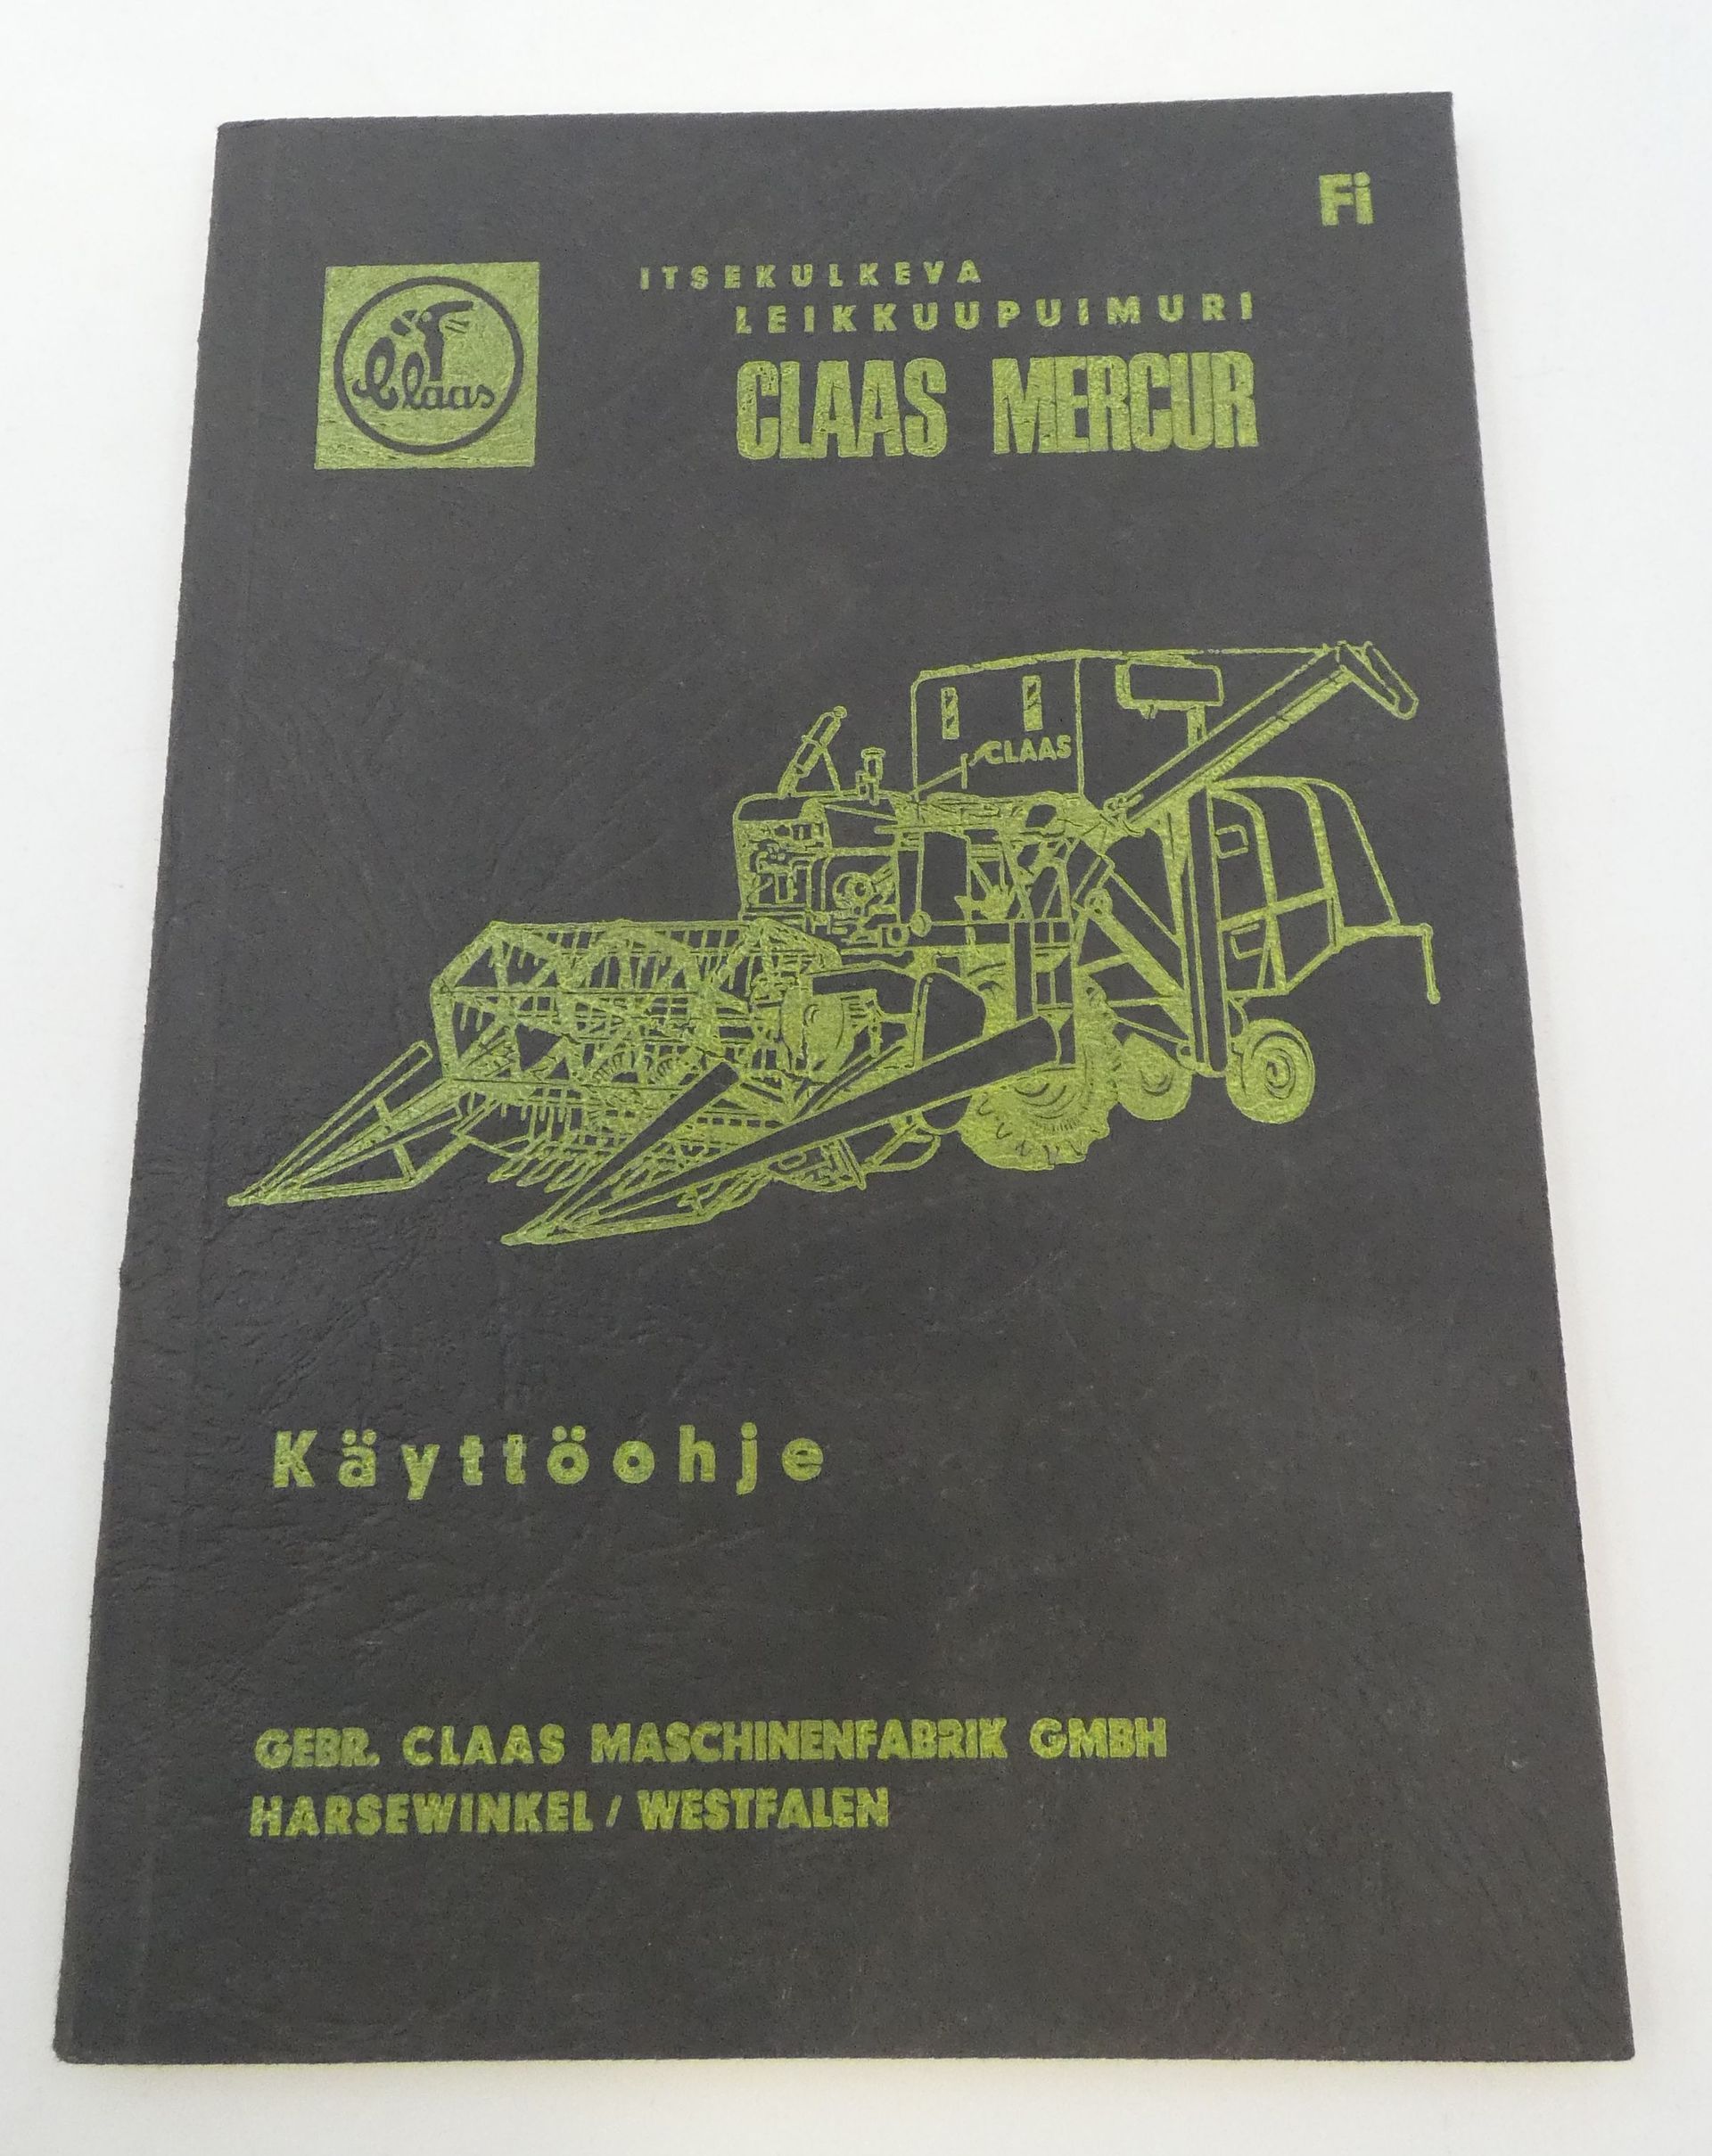 Fi
ITSEKULKEVA
LEIKKUUPUIMURI
CLAAS MERCUR
Claas
CLAAS
Käyttöohje
GEBR. CLAAS MASCHINENFABRIK GMBH
HARSEWINKEL / WESTFALEN